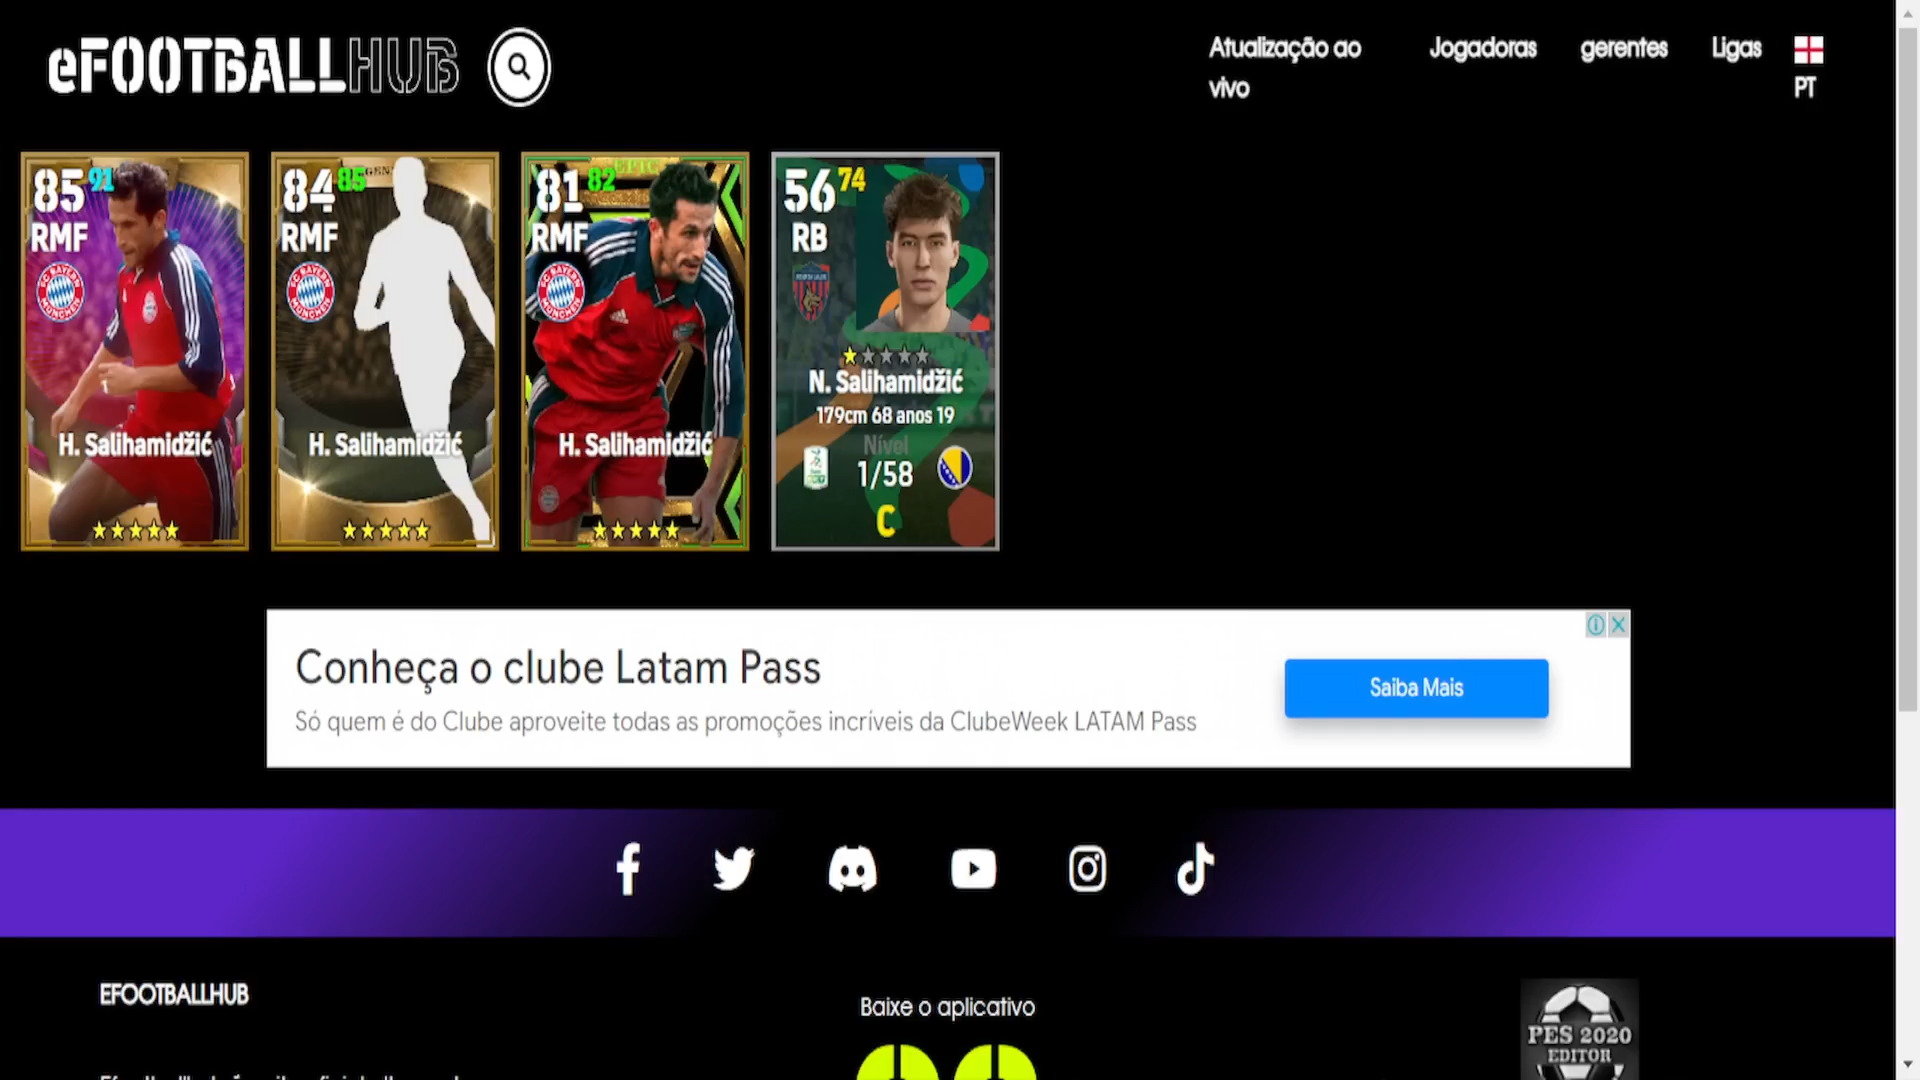 eFOOTBALLHUB
Atualização ao
vivo
Jogadoras
gerentes
Ligas
PT
85 91
RMF
H. Salihamidžić
84 85
RMF
H. Salihamidžić
EPIC
81 82
RMF
H. Salihamidžić
56 74
RB
N. Salihamidžić
179cm 68 anos 19
Nível
1/58
C
Conheça o clube Latam Pass
Só quem é do Clube aproveite todas as promoções incríveis da ClubeWeek LATAM Pass
Saiba Mais
EFOOTBALLHUB
Baixe o aplicativo
PES 2020
EDITOR